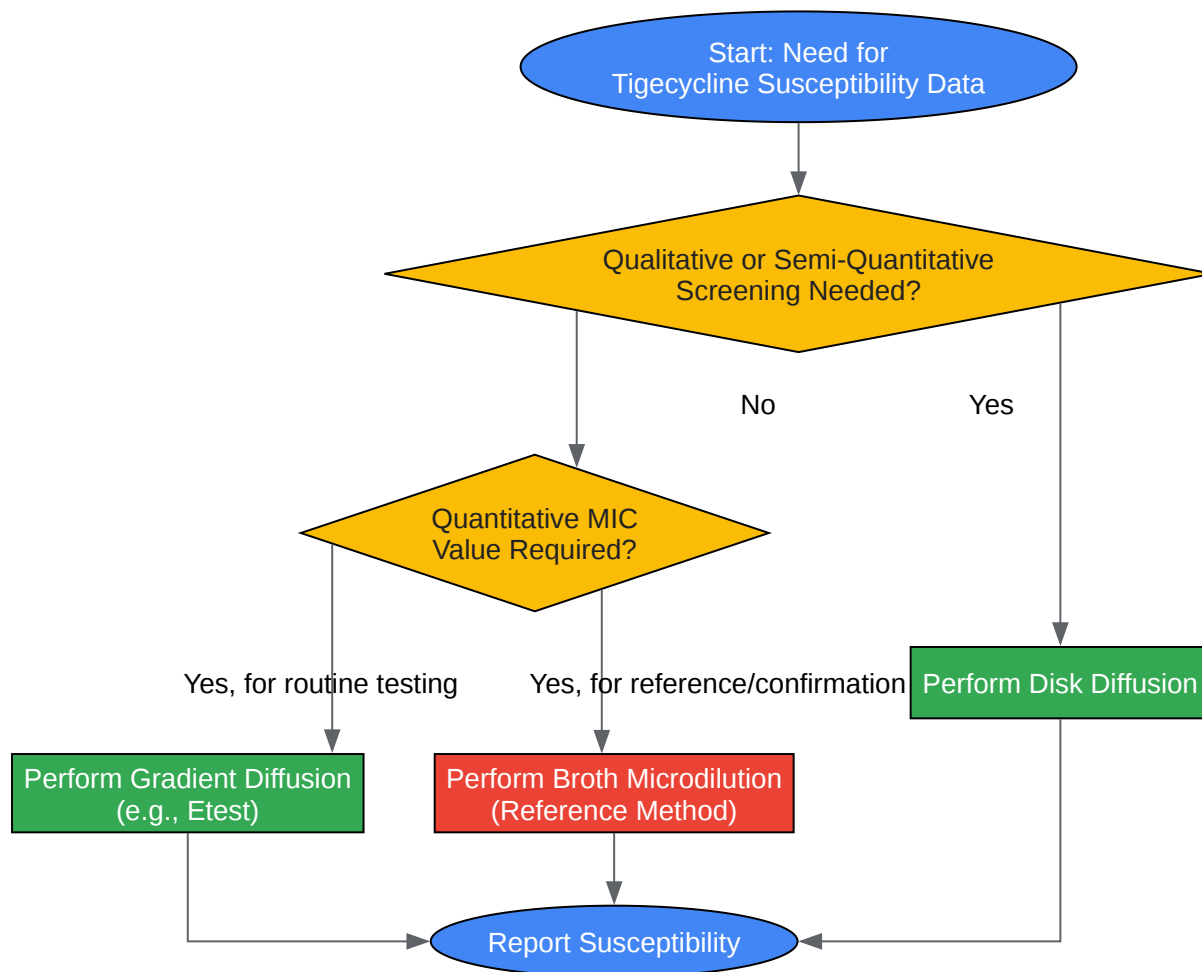 Start: Need for
Tigecycline Susceptibility Data
Qualitative or Semi-Quantitative
Screening Needed?
No
Yes
Quantitative MIC
Value Required?
Yes, for routine testing
Yes, for reference/confirmation
Perform Disk Diffusion
Perform Gradient Diffusion
(e.g., Etest)
Perform Broth Microdilution
(Reference Method)
Report Susceptibility